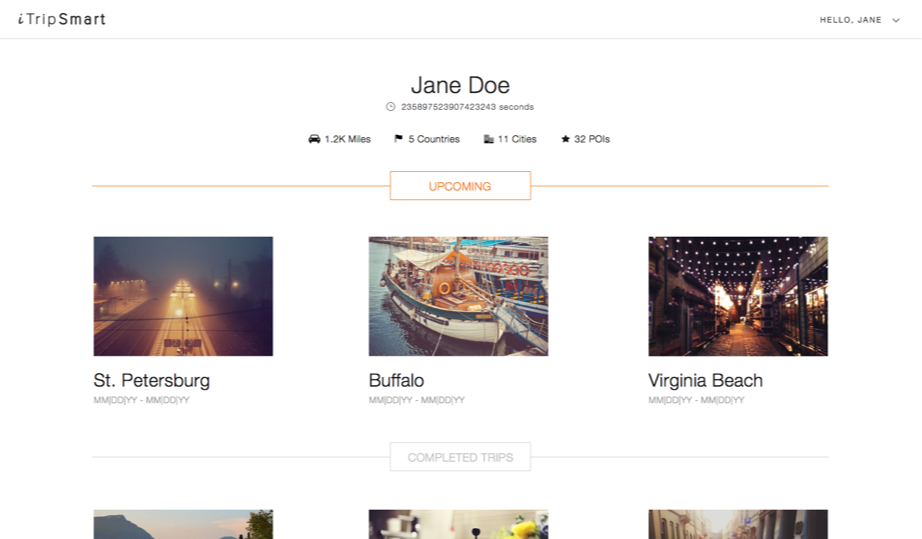 iTripSmart
HELLO, JANE
Jane Doe
235897523907423243 seconds
1.2K Miles
5 Countries
11 Cities
32 POIs
UPCOMING
St. Petersburg
MM|DD|YY - MM|DD|YY
Buffalo
MM|DD|YY - MM|DD|YY
Virginia Beach
MM|DD|YY - MM|DD|YY
COMPLETED TRIPS